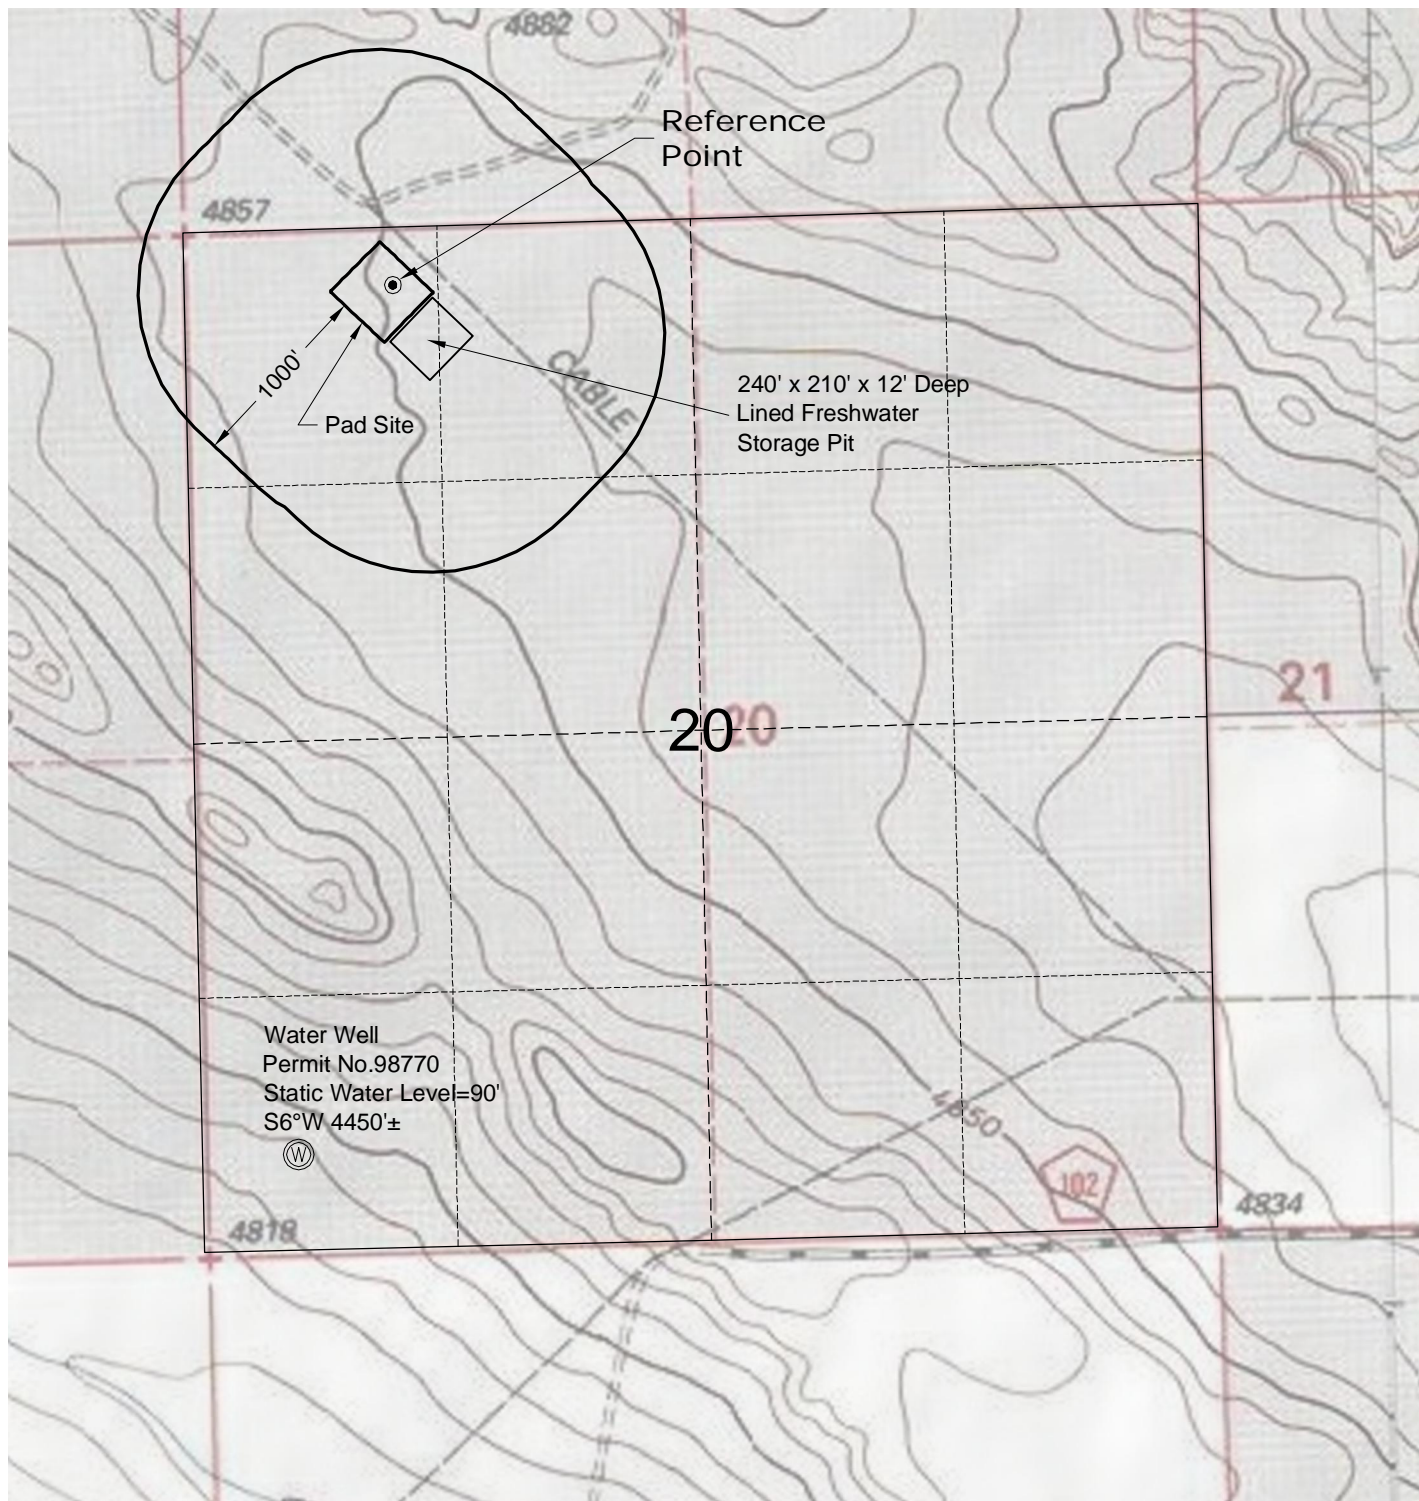 4882
Reference
Point
4857
CABLE
1000'
240' x 210' x 12' Deep
Lined Freshwater
Storage Pit
Pad Site
21
20
20
Water Well
Permit No.98770
Static Water Level=90'
S6°W 4450'±
W
4850
102
4818
4834